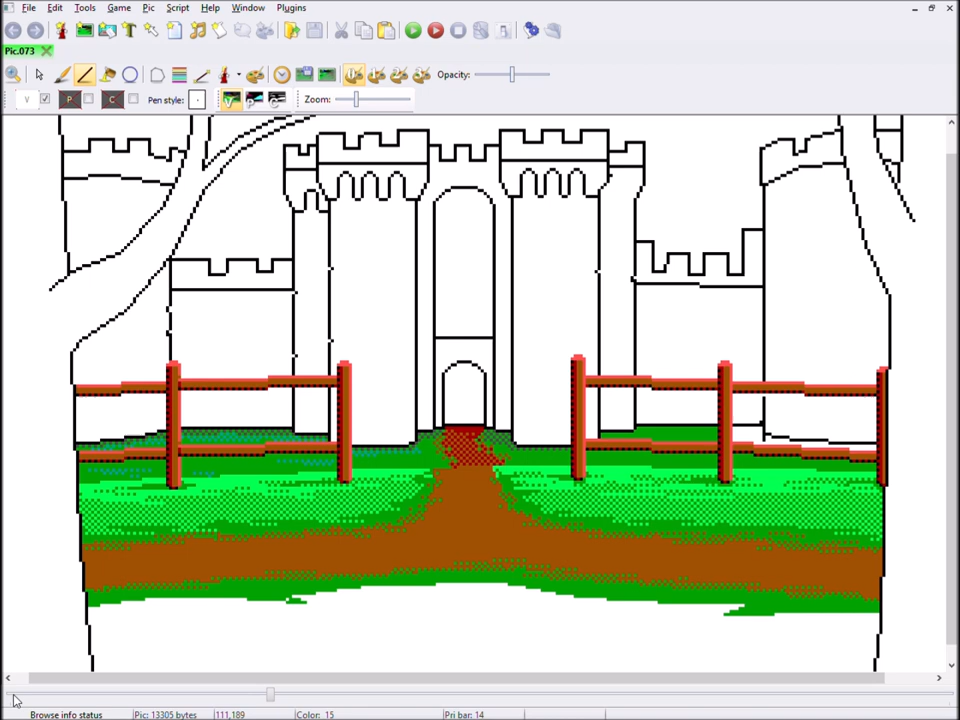 File Edit Tools Game Pic Script Help Window Plugins
Pic.073
Opacity:
V P C Pen style: V P C Zoom:
Browse info status Pic: 13305 bytes 111,189 Color: 15 Pri bar: 14